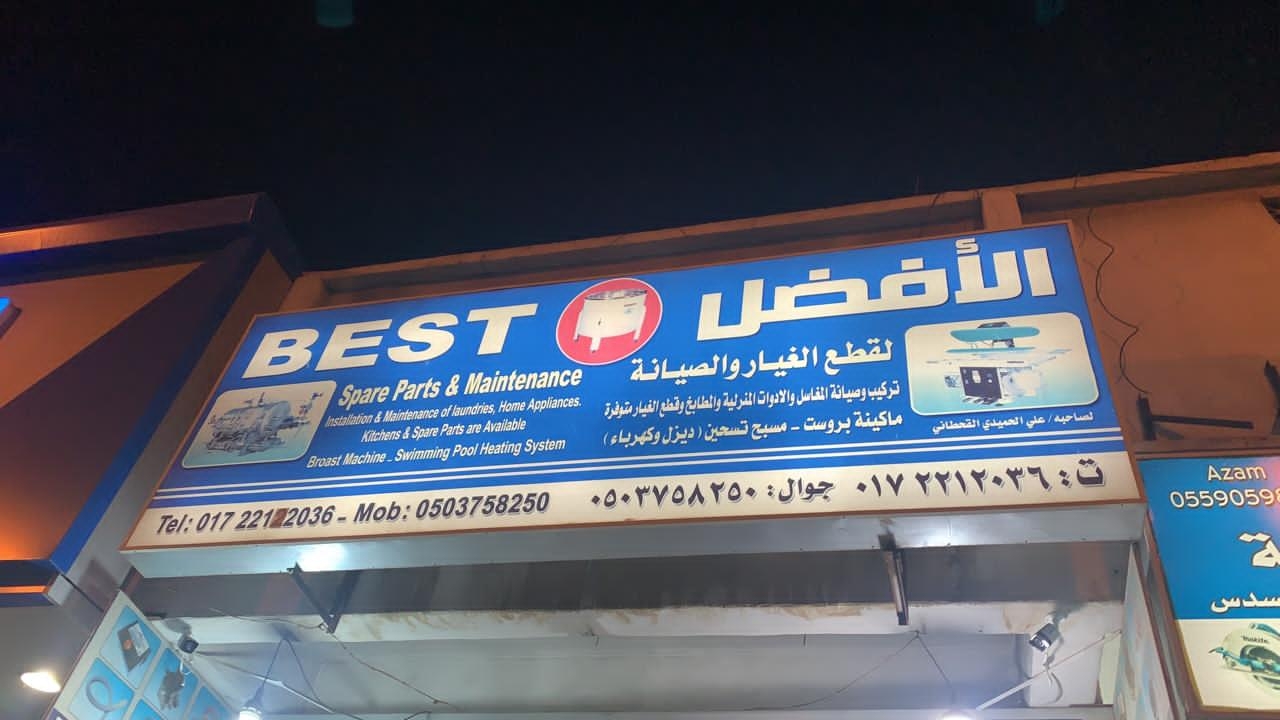 BEST
الأفضل
Spare Parts & Maintenance
Installation & Maintenance of laundries, Home Appliances.
Kitchens & Spare Parts are Available
Broast Machine - Swimming Pool Heating System
لقطع الغيار والصيانة
تركيب وصيانة المغاسل والادوات المنزلية والمطابخ وقطع الغيار متوفرة
ماكينة بروست - مسبح تسخين ( ديزل وكهرباء )
لصاحبه / علي الحميدي القحطاني
Tel: 017 2212036 - Mob: 0503758250
ت: ٠١٧ ٢٢١٢٠٣٦ جوال: ٠٥٠٣٧٥٨٢٥٠
Azam
Makita